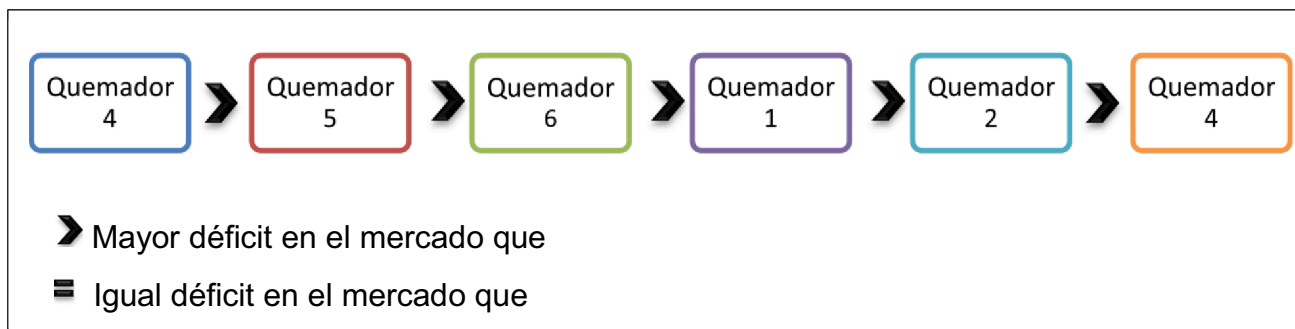 Quemador
4
Quemador
5
Quemador
6
Quemador
1
Quemador
2
Quemador
4
Mayor déficit en el mercado que
Igual déficit en el mercado que